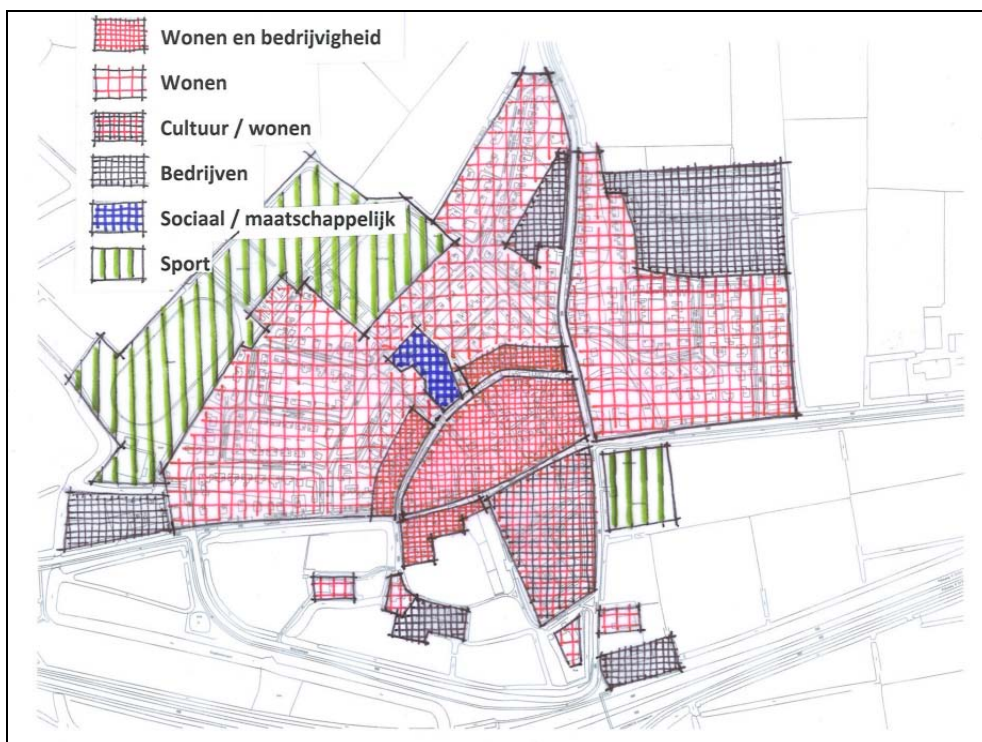 Wonen en bedrijvigheid
Wonen
Cultuur / wonen
Bedrijven
Sociaal / maatschappelijk
Sport